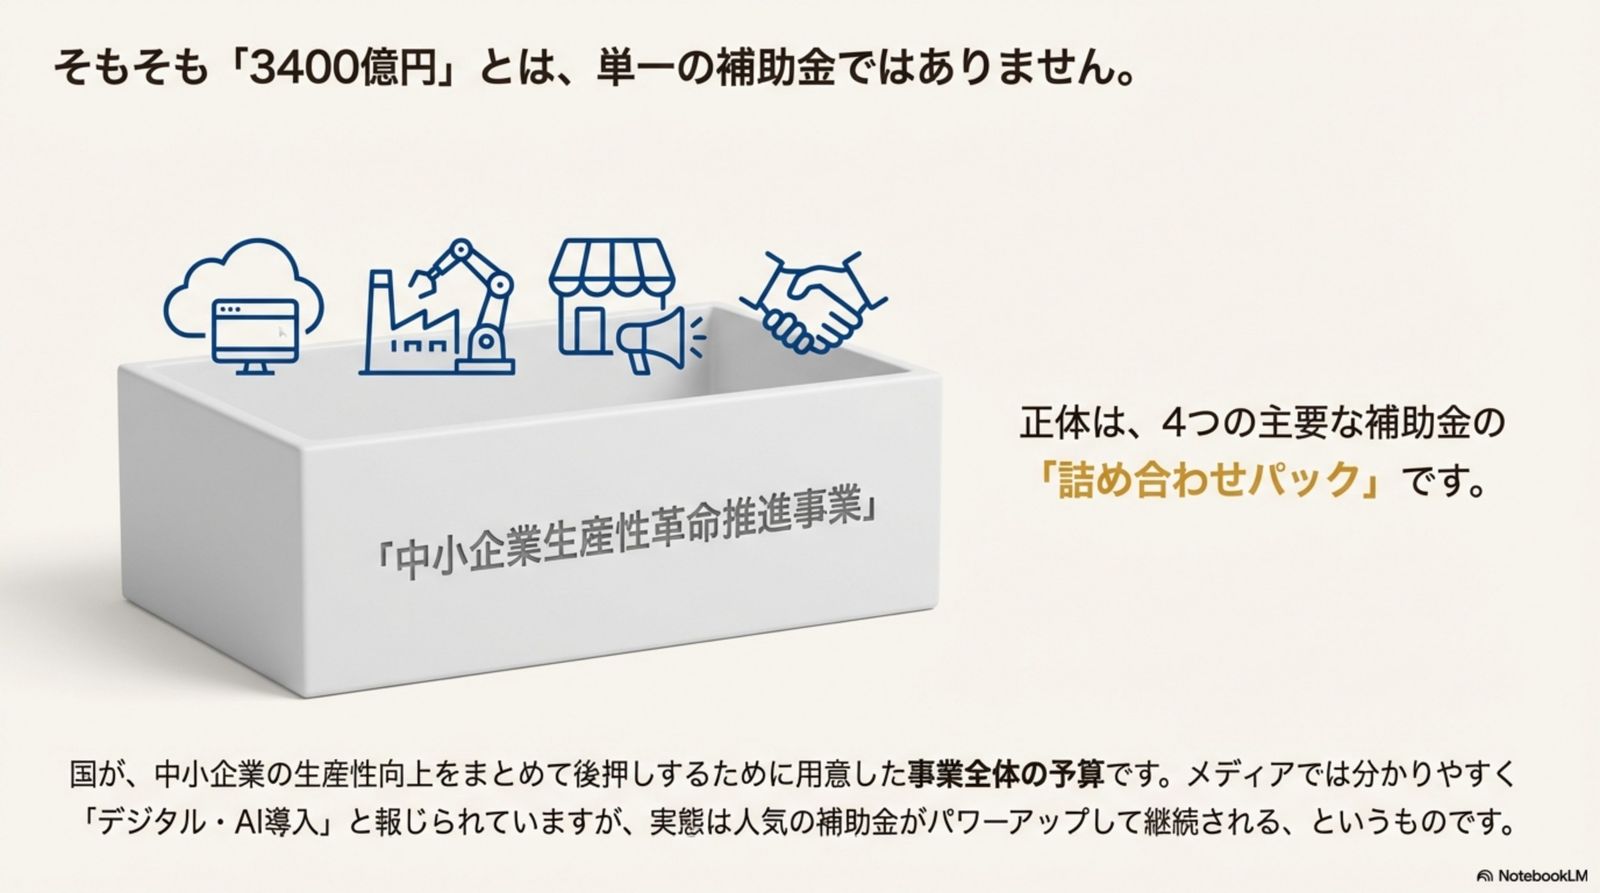 そもそも「3400億円」とは、単一の補助金ではありません。
「中小企業生産性革命推進事業」
正体は、4つの主要な補助金の
「詰め合わせパック」です。
国が、中小企業の生産性向上をまとめて後押しするために用意した事業全体の予算です。メディアでは分かりやすく
「デジタル・AI導入」と報じられていますが、実態は人気の補助金がパワーアップして継続される、というものです。
NotebookLM